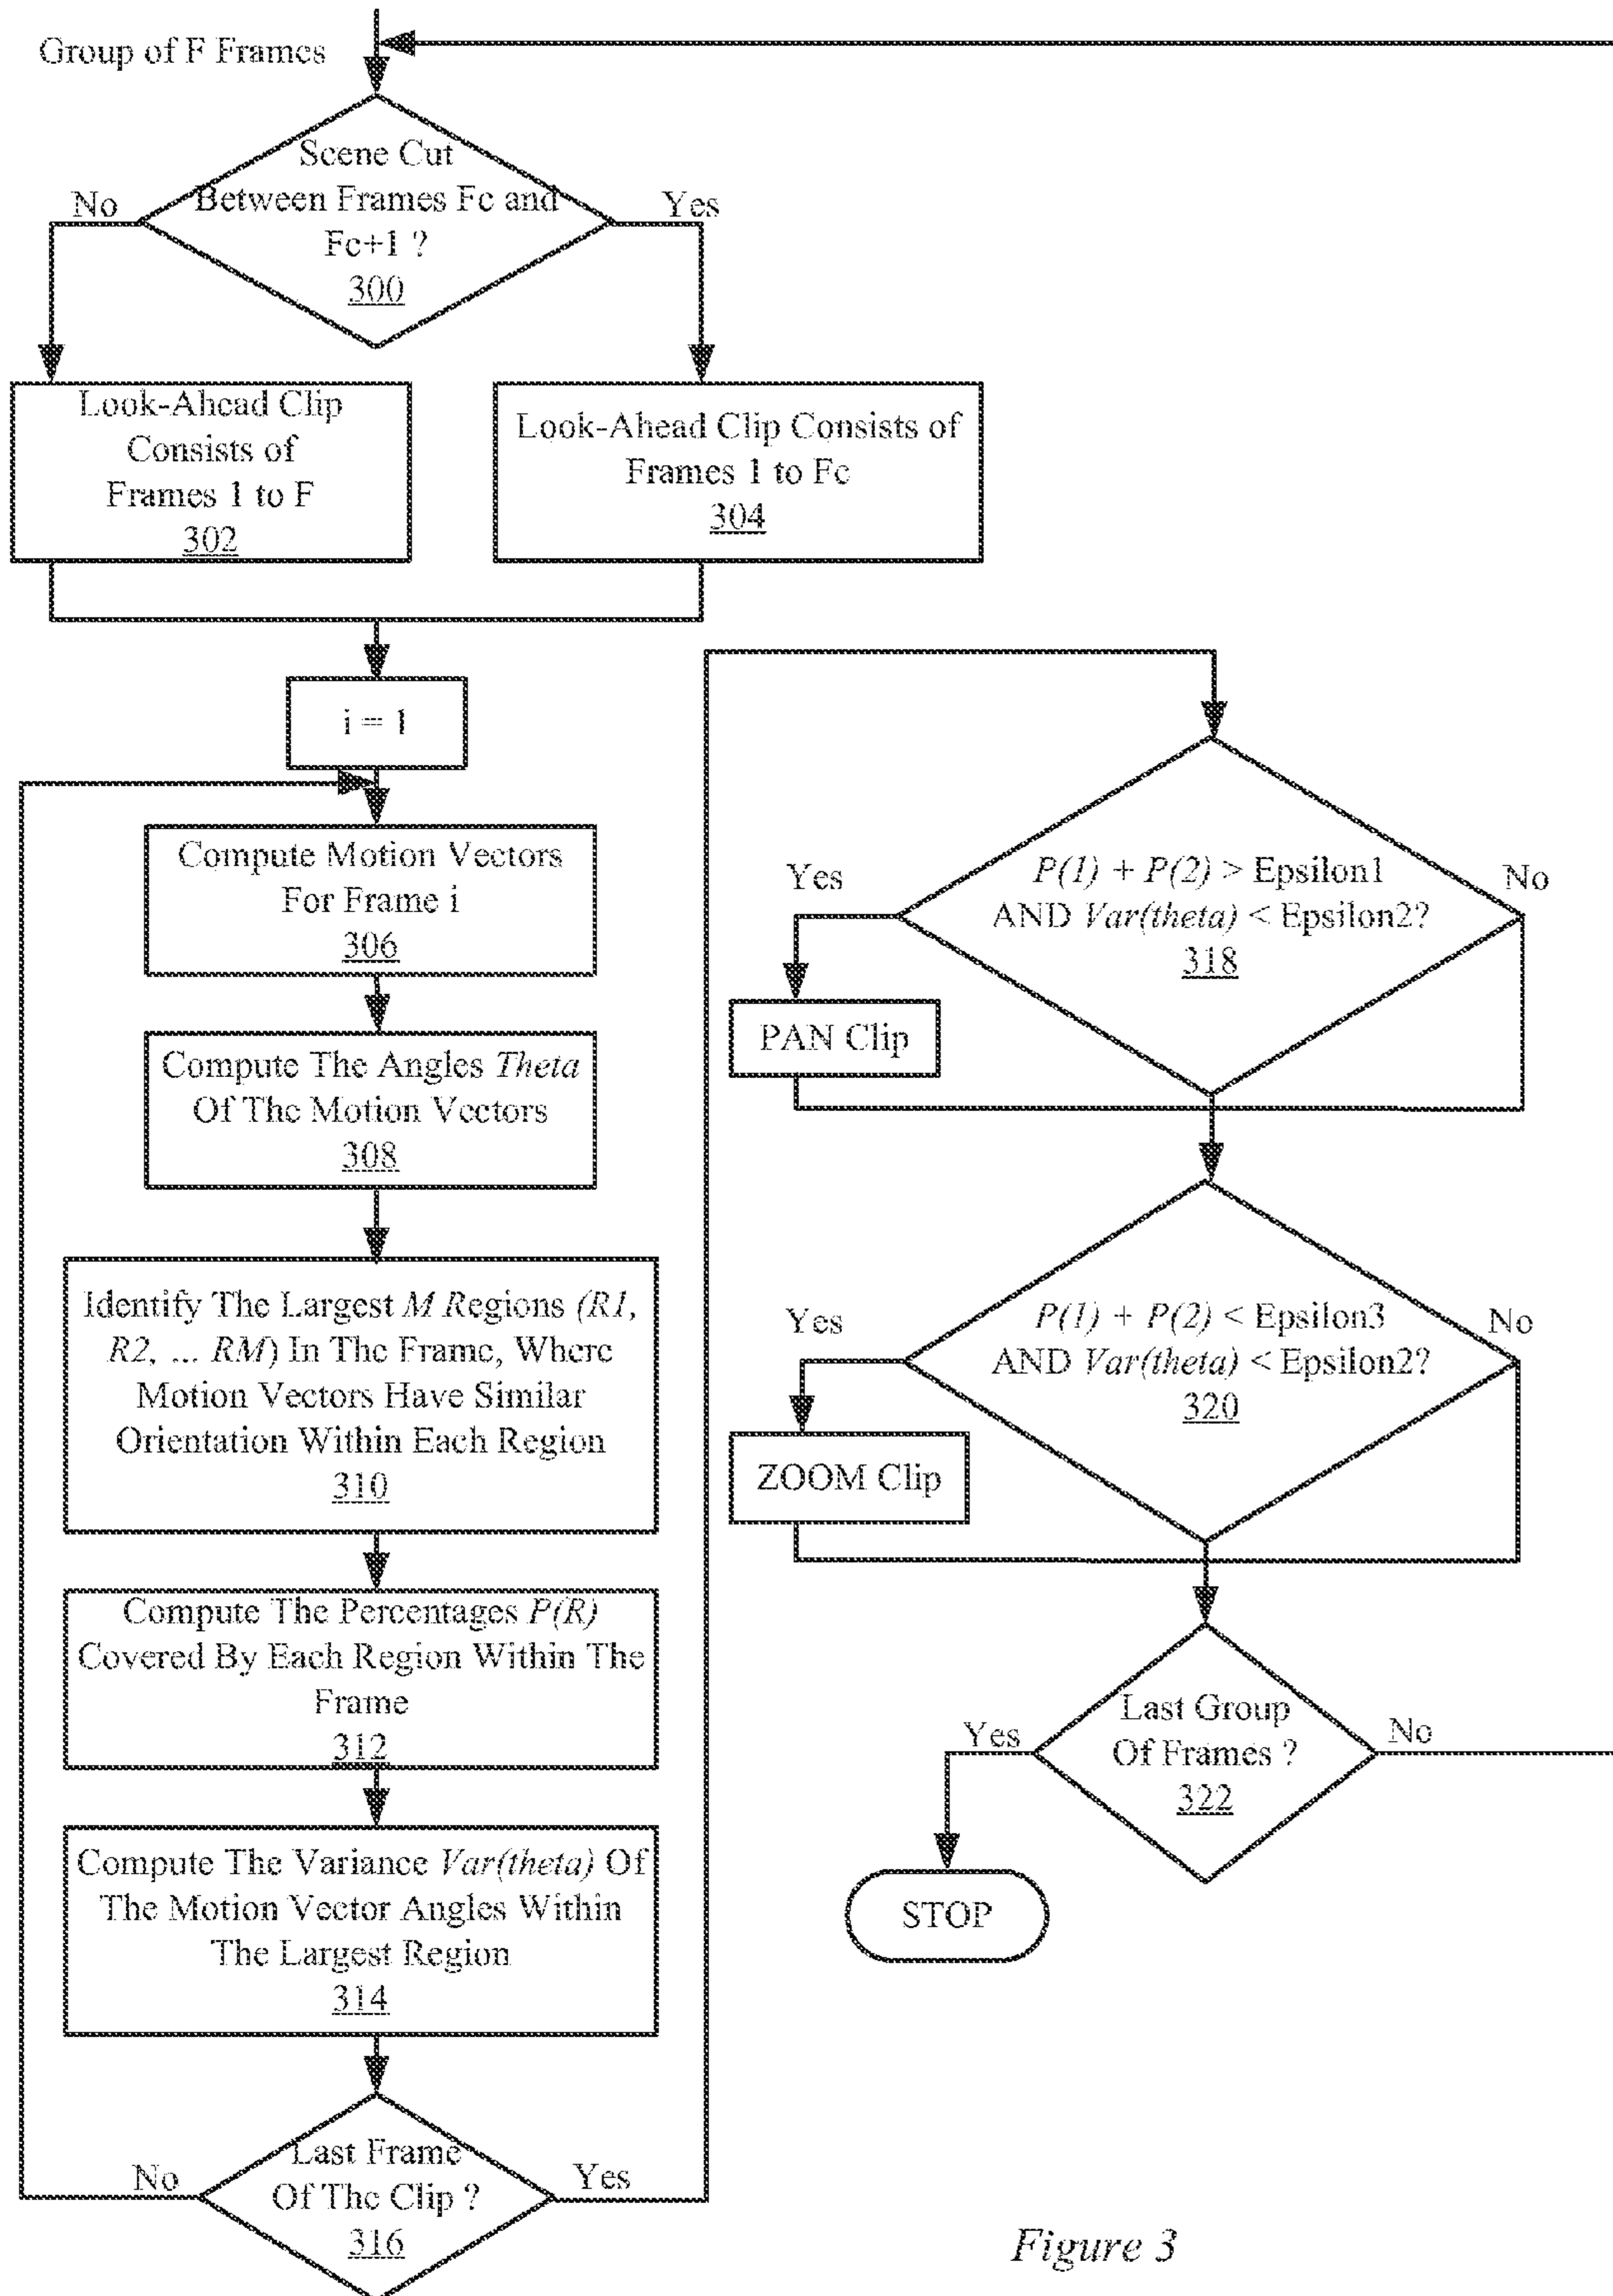 Group of F Frames
Scene Cut
Between Frames Fc and
Fc+1 ?
300
No
Yes
Look-Ahead Clip
Consists of
Frames 1 to F
302
Look-Ahead Clip Consists of
Frames 1 to Fc
304
i = 1
Compute Motion Vectors
For Frame i
306
Compute The Angles Theta
Of The Motion Vectors
308
Identify The Largest M Regions (R1,
R2, ... RM) In The Frame, Where
Motion Vectors Have Similar
Orientation Within Each Region
310
Compute The Percentages P(R)
Covered By Each Region Within The
Frame
312
Compute The Variance Var(theta) Of
The Motion Vector Angles Within
The Largest Region
314
Last Frame
Of The Clip ?
316
No
Yes
P(1) + P(2) > Epsilon1
AND Var(theta) < Epsilon2?
318
Yes
No
PAN Clip
P(1) + P(2) < Epsilon3
AND Var(theta) < Epsilon2?
320
Yes
No
ZOOM Clip
Last Group
Of Frames ?
322
Yes
No
STOP
Figure 3